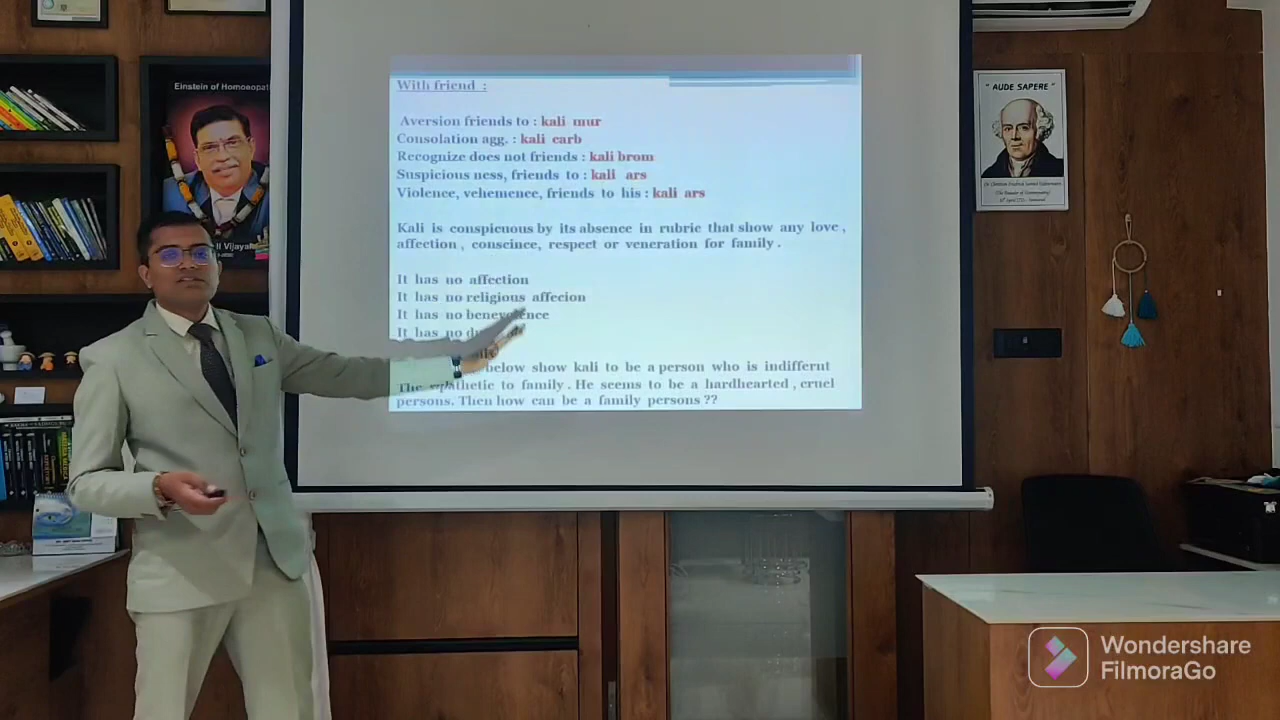 Einstein of Homoeopat
li Vijayak
With friend :
Aversion friends to : kali mur
Consolation agg. : kali carb
Recognize does not friends : kali brom
Suspicious ness, friends to : kali ars
Violence, vehemence, friends to his : kali ars
Kali is conspicuous by its absence in rubric that show any love ,
affection , conscince, respect or veneration for family .
It has no affection
It has no religious affecion
It has no benevolence
It has no
below show kali to be a person who is indiffernt
The to family . He seems to be a hardhearted , cruel
persons. Then how can be a family persons ??
" AUDE SAPERE "
Wondershare
FilmoraGo